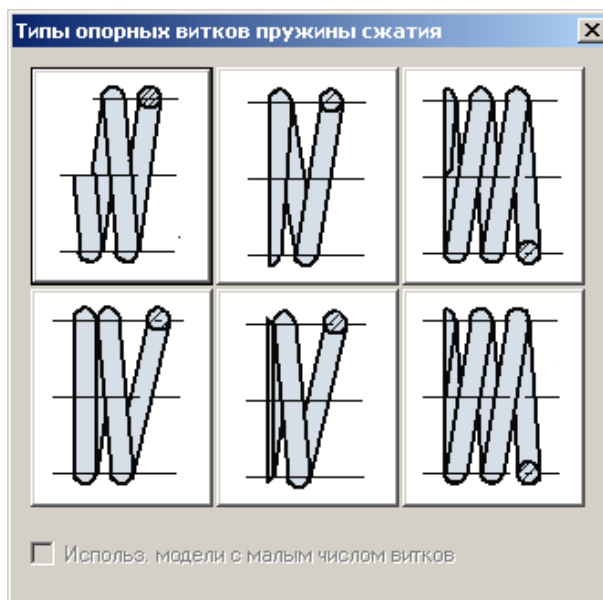 Типы опорных витков пружины сжатия
Использ. модели с малым числом витков